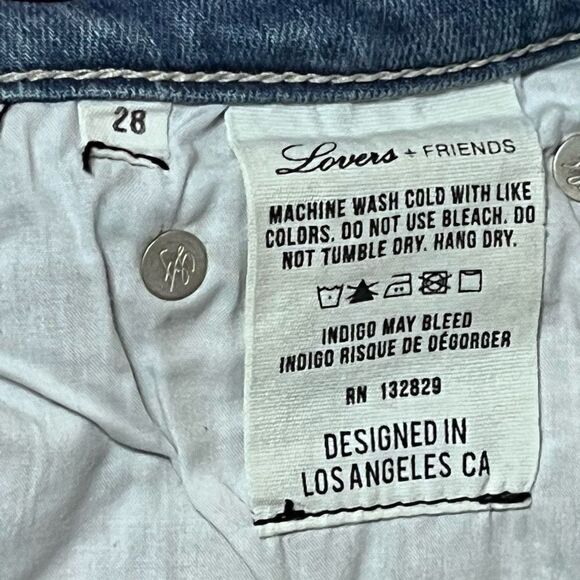 28
Lovers + FRIENDS
MACHINE WASH COLD WITH LIKE
COLORS. DO NOT USE BLEACH. DO
NOT TUMBLE DRY. HANG DRY.
INDIGO MAY BLEED
INDIGO RISQUE DE DÉGORGER
RN 132829
DESIGNED IN
LOS ANGELES CA